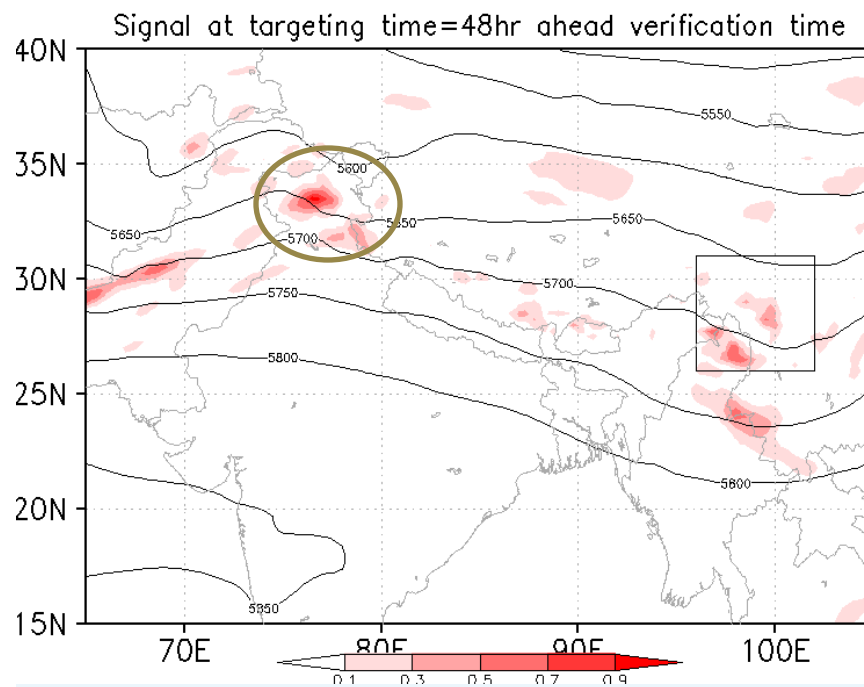 Signal at targeting time=48hr ahead verification time
40N
5550
35N
5600
5650
5650
5650
5700
30N
5700
5750
5800
25N
5800
20N
5850
15N
70E 80E 90E 100E
0.1 0.3 0.5 0.7 0.9